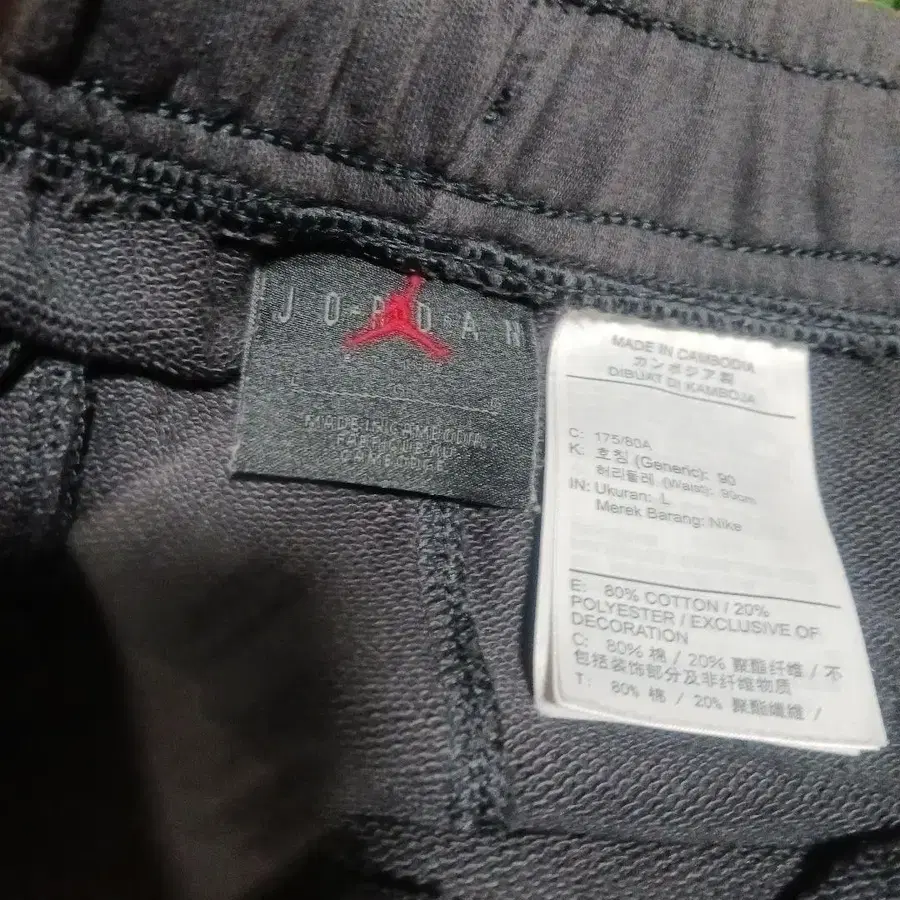 JORDAN
L G G
MADE IN CAMBODIA
FABRIQUÉ AU
CAMBODGE
MADE IN CAMBODIA
カンボジア製
DIBUAT DI KAMBOJA
C: 175/80A
K: 호칭 (Generic): 90
허리둘레 (Waist): 90cm
IN: Ukuran: L
Merek Barang: Nike
E: 80% COTTON / 20%
POLYESTER / EXCLUSIVE OF
DECORATION
C: 80% 棉 / 20% 聚酯纤维 / 不
包括装饰部分及非纤维物质
T: 80% 棉 / 20% 聚酯纖維 /